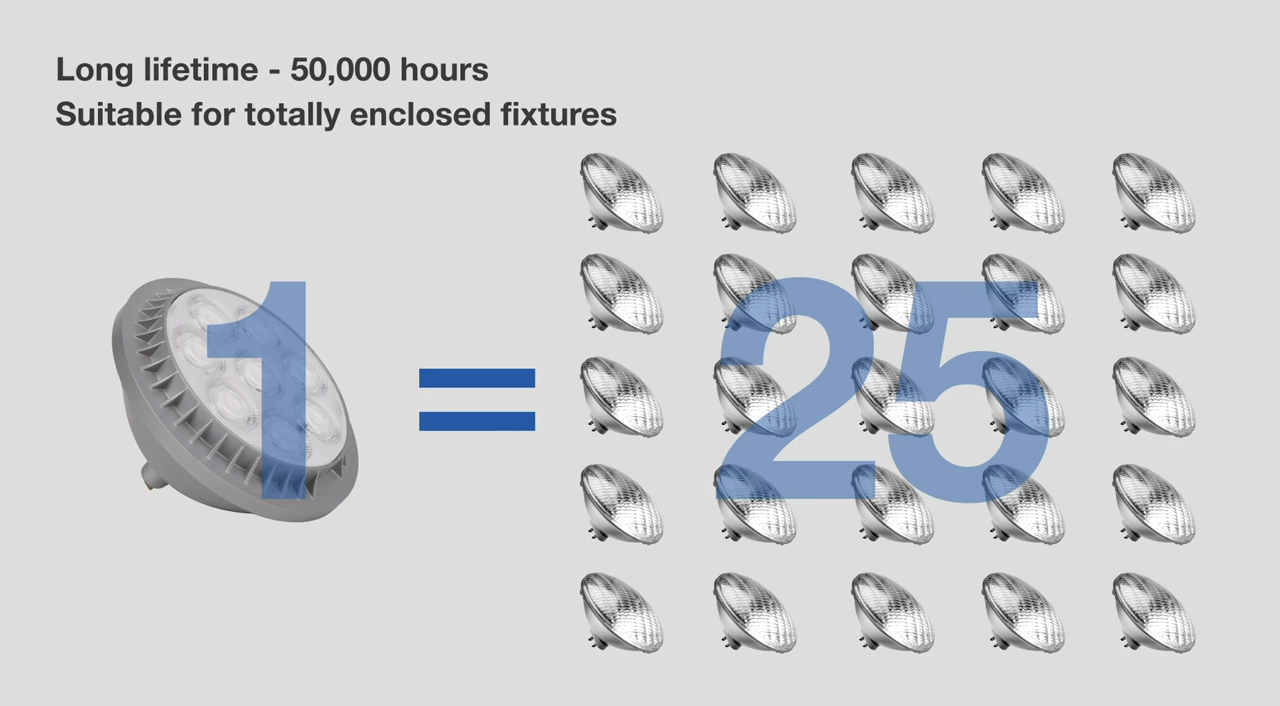 Long lifetime - 50,000 hours
Suitable for totally enclosed fixtures
1 = 25